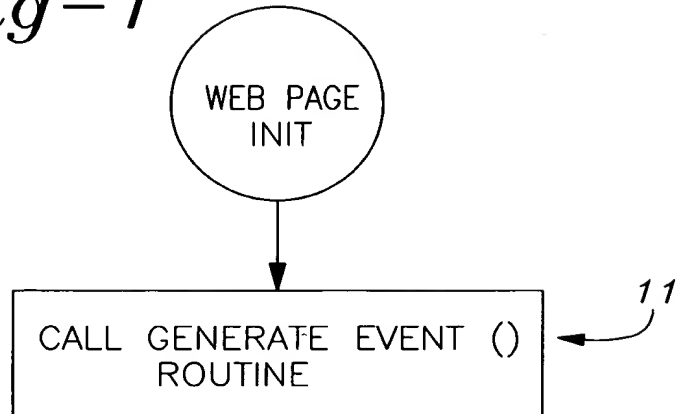 WEB PAGE
INIT
11
CALL GENERATE EVENT ()
ROUTINE